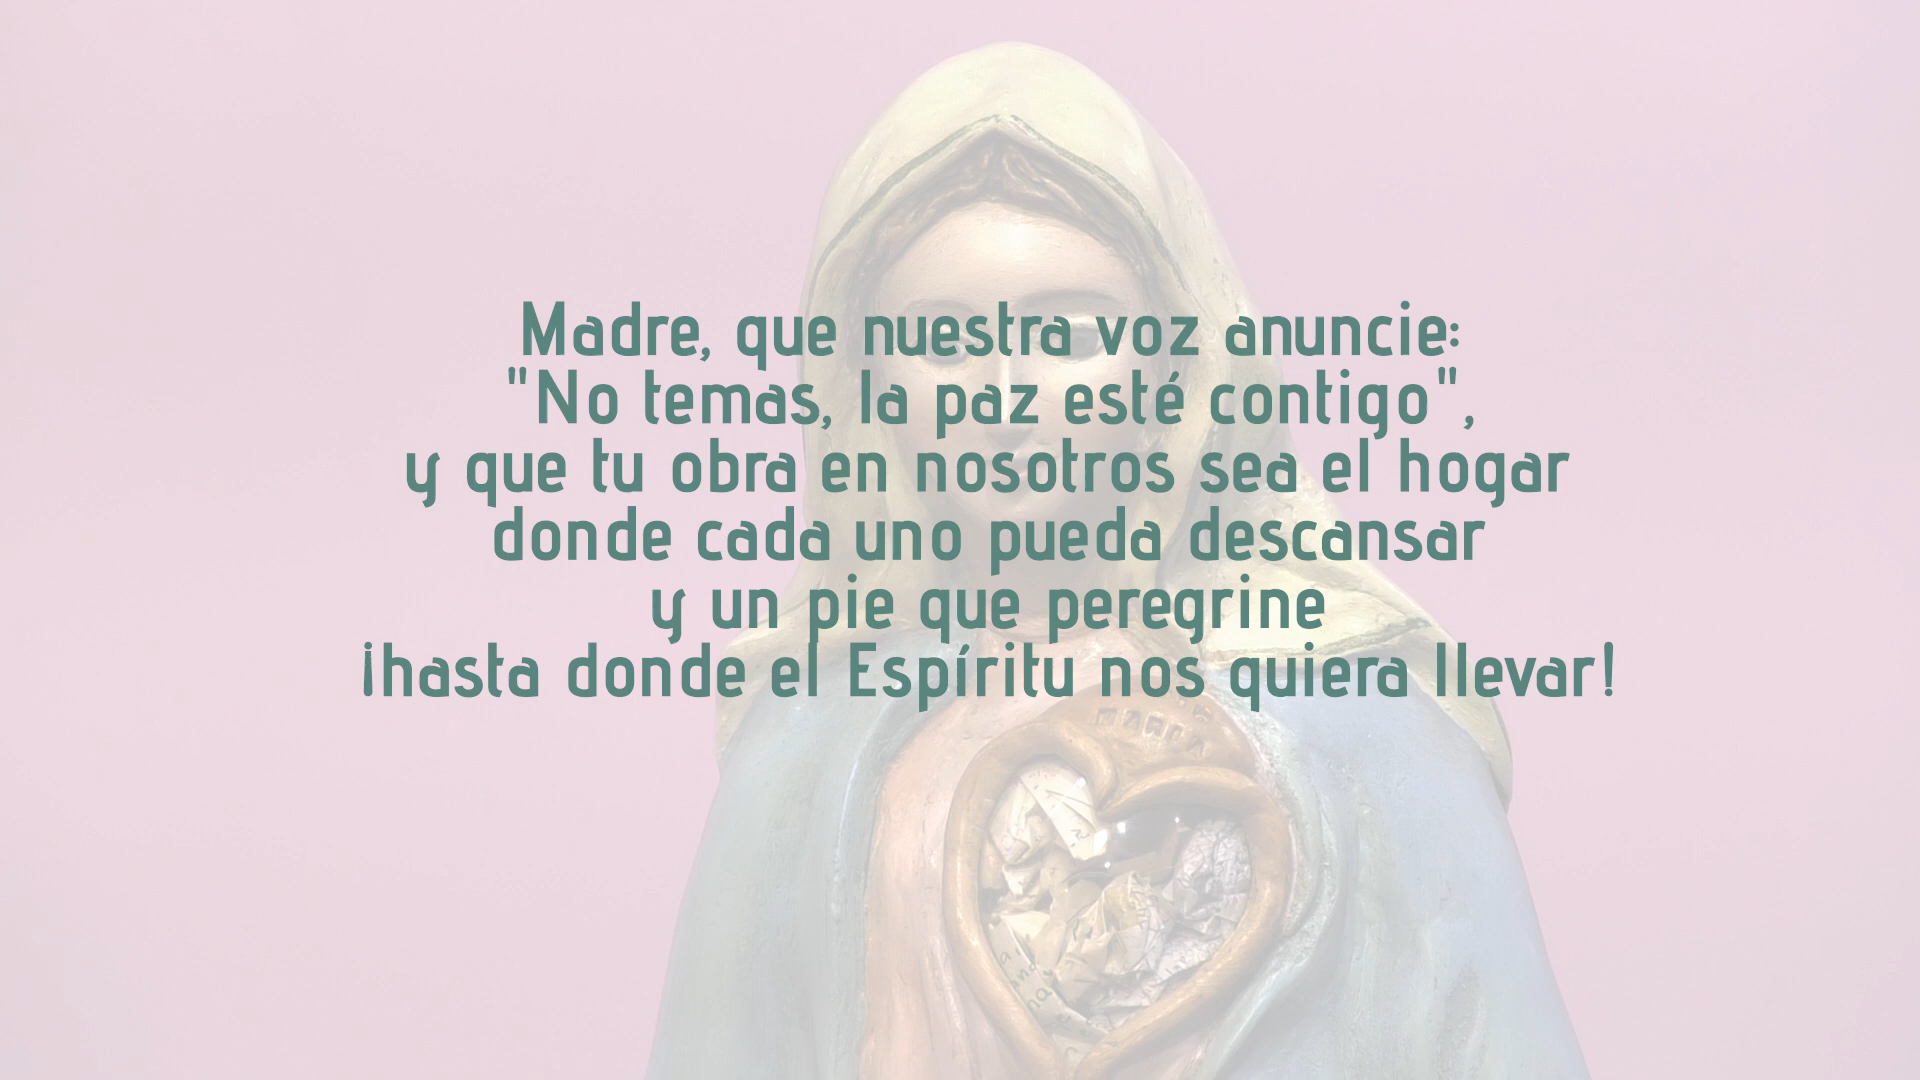 Madre, que nuestra voz anuncie:
"No temas, la paz esté contigo",
y que tu obra en nosotros sea el hogar
donde cada uno pueda descansar
y un pie que peregrine
¡hasta donde el Espíritu nos quiera llevar!
MARIA